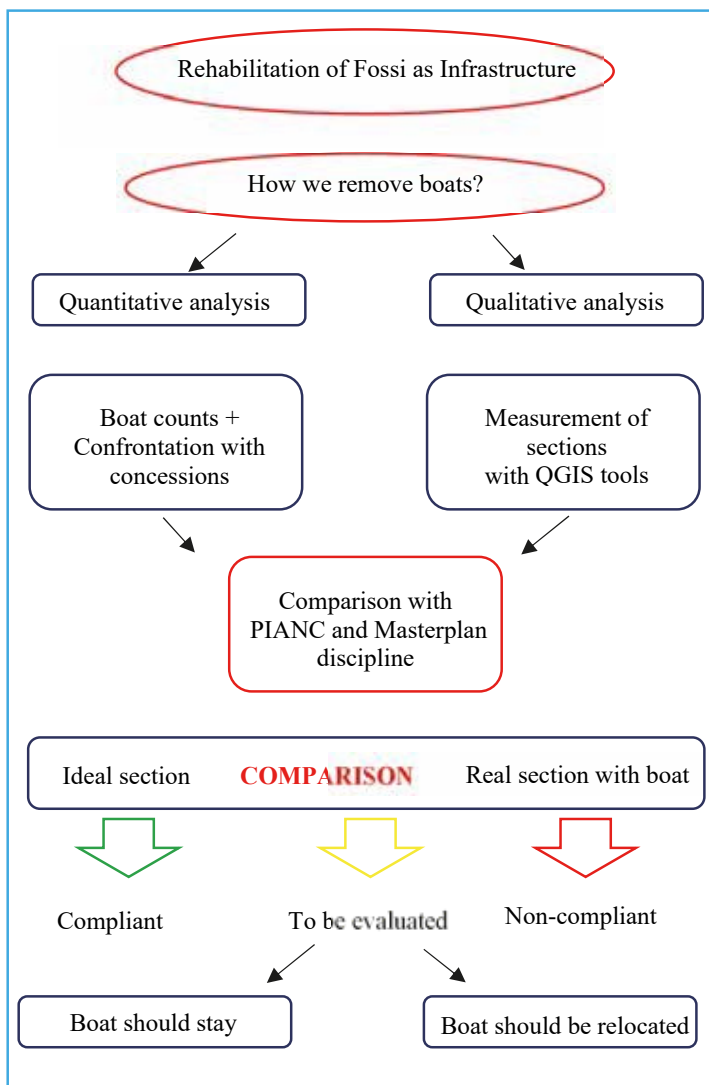 Rehabilitation of Fossi as Infrastructure
How we remove boats?
Quantitative analysis
Qualitative analysis
Boat counts +
Confrontation with
concessions
Measurement of
sections
with QGIS tools
Comparison with
PIANC and Masterplan
discipline
Ideal section COMPARISON Real section with boat
Compliant
To be evaluated
Non-compliant
Boat should stay
Boat should be relocated